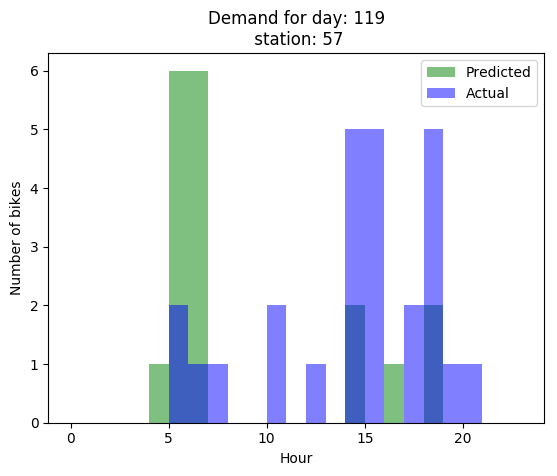 Demand for day: 119
station: 57
Predicted
Actual
Number of bikes
6
5
4
3
2
1
0
0 5 10 15 20
Hour